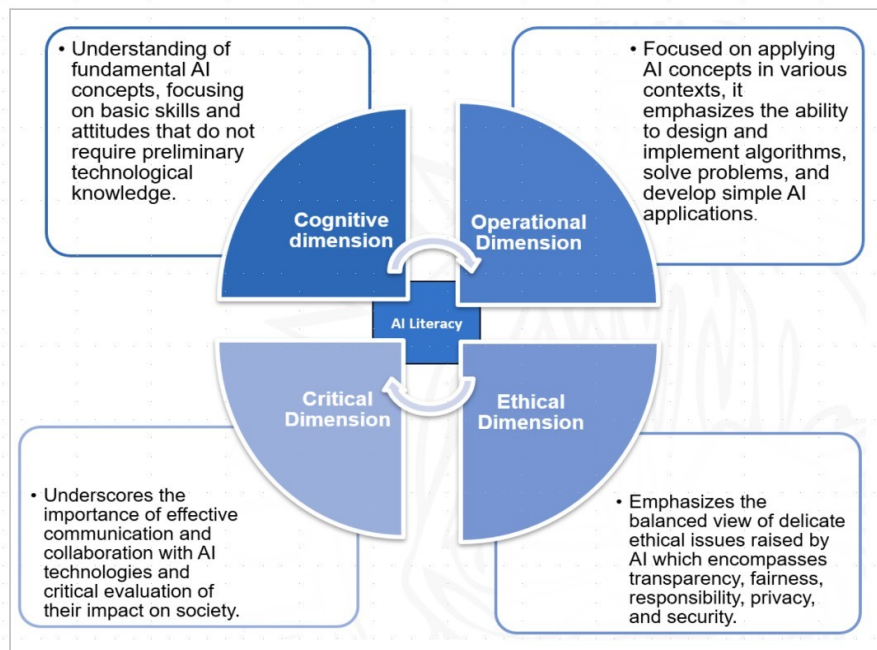 • Understanding of
fundamental AI
concepts, focusing
on basic skills and
attitudes that do not
require preliminary
technological
knowledge.
• Focused on applying
AI concepts in various
contexts, it
emphasizes the ability
to design and
implement algorithms,
solve problems, and
develop simple AI
applications.
Cognitive
dimension
Operational
Dimension
AI Literacy
Critical
Dimension
Ethical
Dimension
• Underscores the
importance of effective
communication and
collaboration with AI
technologies and
critical evaluation of
their impact on society.
• Emphasizes the
balanced view of delicate
ethical issues raised by
AI which encompasses
transparency, fairness,
responsibility, privacy,
and security.